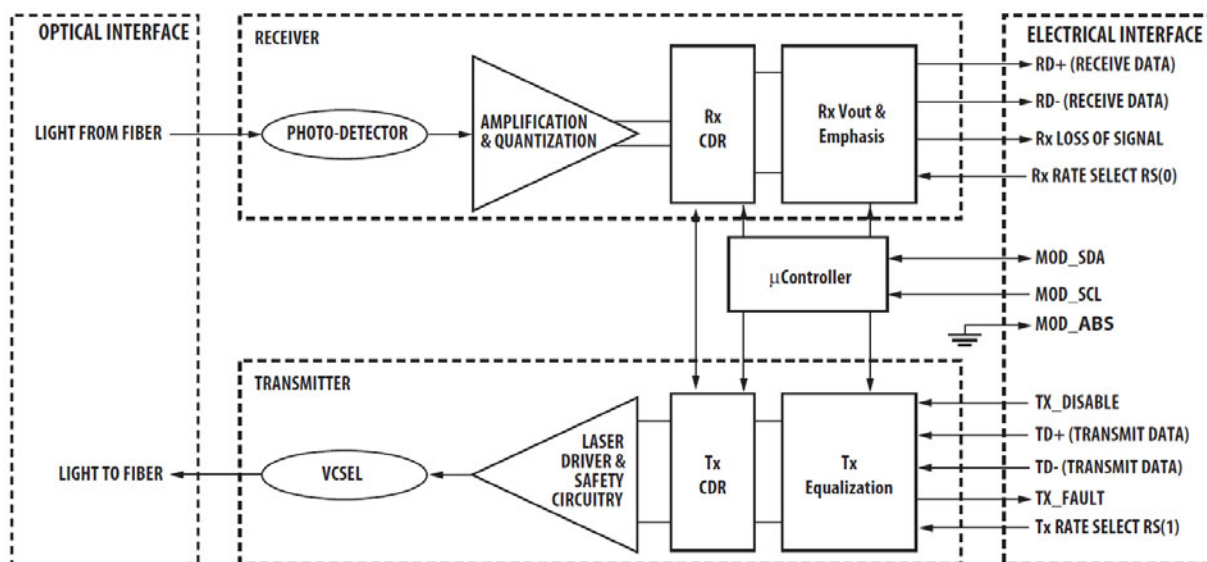 OPTICAL INTERFACE
RECEIVER
ELECTRICAL INTERFACE
LIGHT FROM FIBER
PHOTO-DETECTOR
AMPLIFICATION
& QUANTIZATION
Rx
CDR
Rx Vout &
Emphasis
RD+ (RECEIVE DATA)
RD- (RECEIVE DATA)
Rx LOSS OF SIGNAL
Rx RATE SELECT RS(0)
μController
MOD_SDA
MOD_SCL
MOD_ABS
TRANSMITTER
LIGHT TO FIBER
VCSEL
LASER
DRIVER &
SAFETY
CIRCUITRY
Tx
CDR
Tx
Equalization
TX_DISABLE
TD+ (TRANSMIT DATA)
TD- (TRANSMIT DATA)
TX_FAULT
Tx RATE SELECT RS(1)